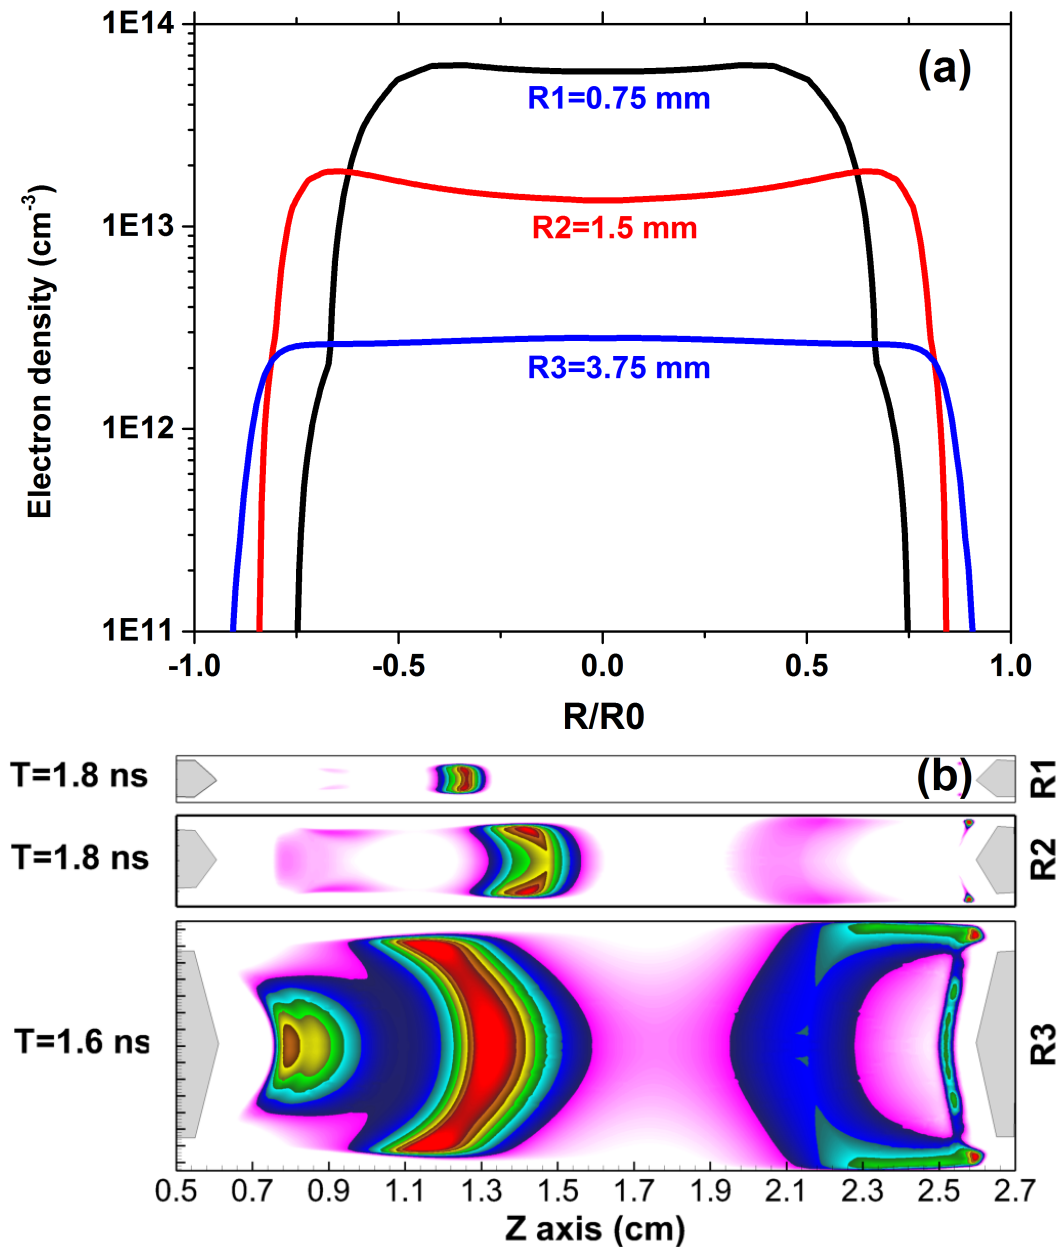 1E14
(a)
R1=0.75 mm
R2=1.5 mm
1E13
Electron density (cm-3)
R3=3.75 mm
1E12
1E11
-1.0 -0.5 0.0 0.5 1.0
R/R0
T=1.8 ns (b) R1
T=1.8 ns R2
T=1.6 ns R3
0.5 0.7 0.9 1.1 1.3 1.5 1.7 1.9 2.1 2.3 2.5 2.7
Z axis (cm)